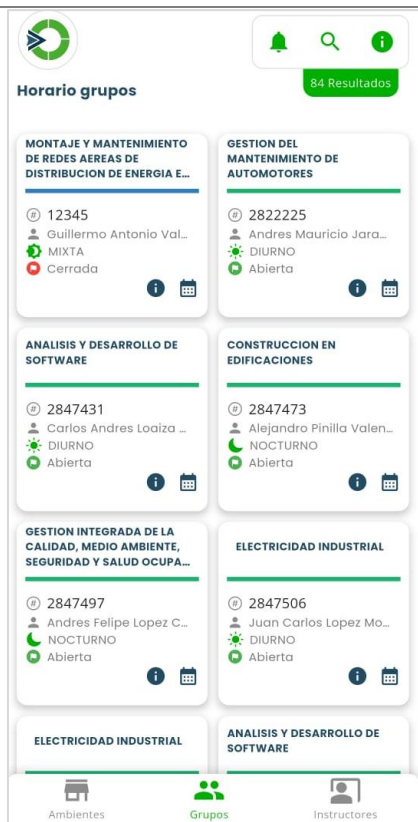 84 Resultados
Horario grupos
MONTAJE Y MANTENIMIENTO
DE REDES AEREAS DE
DISTRIBUCION DE ENERGIA E...
# 12345
Guillermo Antonio Val...
MIXTA
Cerrada
GESTION DEL
MANTENIMIENTO DE
AUTOMOTORES
# 2822225
Andres Mauricio Jara...
DIURNO
Abierta
ANALISIS Y DESARROLLO DE
SOFTWARE
# 2847431
Carlos Andres Loaiza ...
DIURNO
Abierta
CONSTRUCCION EN
EDIFICACIONES
# 2847473
Alejandro Pinilla Valen...
NOCTURNO
Abierta
GESTION INTEGRADA DE LA
CALIDAD, MEDIO AMBIENTE,
SEGURIDAD Y SALUD OCUPA...
# 2847497
Andres Felipe Lopez C...
NOCTURNO
Abierta
ELECTRICIDAD INDUSTRIAL
# 2847506
Juan Carlos Lopez Mo...
DIURNO
Abierta
ELECTRICIDAD INDUSTRIAL
ANALISIS Y DESARROLLO DE
SOFTWARE
Ambientes
Grupos
Instructores